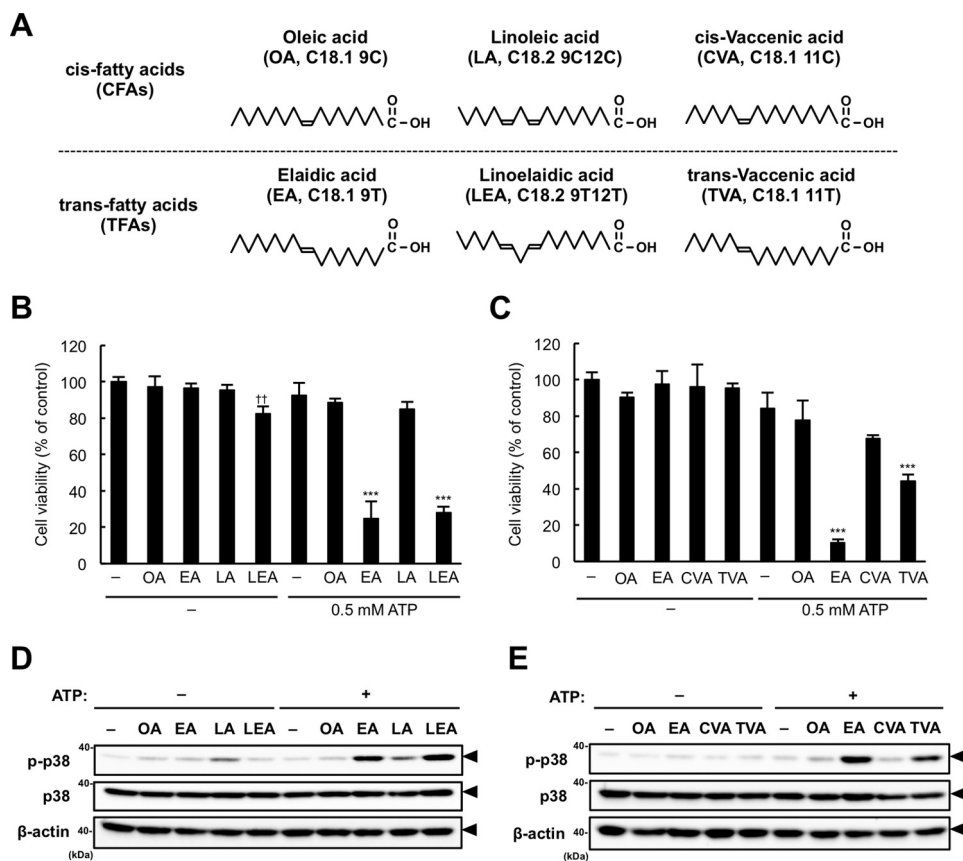 A
Oleic acid
(OA, C18.1 9C)
Linoleic acid
(LA, C18.2 9C12C)
cis-Vaccenic acid
(CVA, C18.1 11C)
cis-fatty acids
(CFAs)
O
C
OH
O
C
OH
O
C
OH
Elaidic acid
(EA, C18.1 9T)
Linoelaidic acid
(LEA, C18.2 9T12T)
trans-Vaccenic acid
(TVA, C18.1 11T)
trans-fatty acids
(TFAs)
O
C
OH
O
C
OH
O
C
OH
B
Cell viability (% of control)
120
100
80
60
40
20
0
††
***
***
– OA EA LA LEA – OA EA LA LEA
– 0.5 mM ATP
C
Cell viability (% of control)
120
100
80
60
40
20
0
***
***
– OA EA CVA TVA – OA EA CVA TVA
– 0.5 mM ATP
D
ATP: – +
– OA EA LA LEA – OA EA LA LEA
p-p38 40-
p38 40-
β-actin 40-
(kDa)
E
ATP: – +
– OA EA CVA TVA – OA EA CVA TVA
p-p38 40-
p38 40-
β-actin 40-
(kDa)